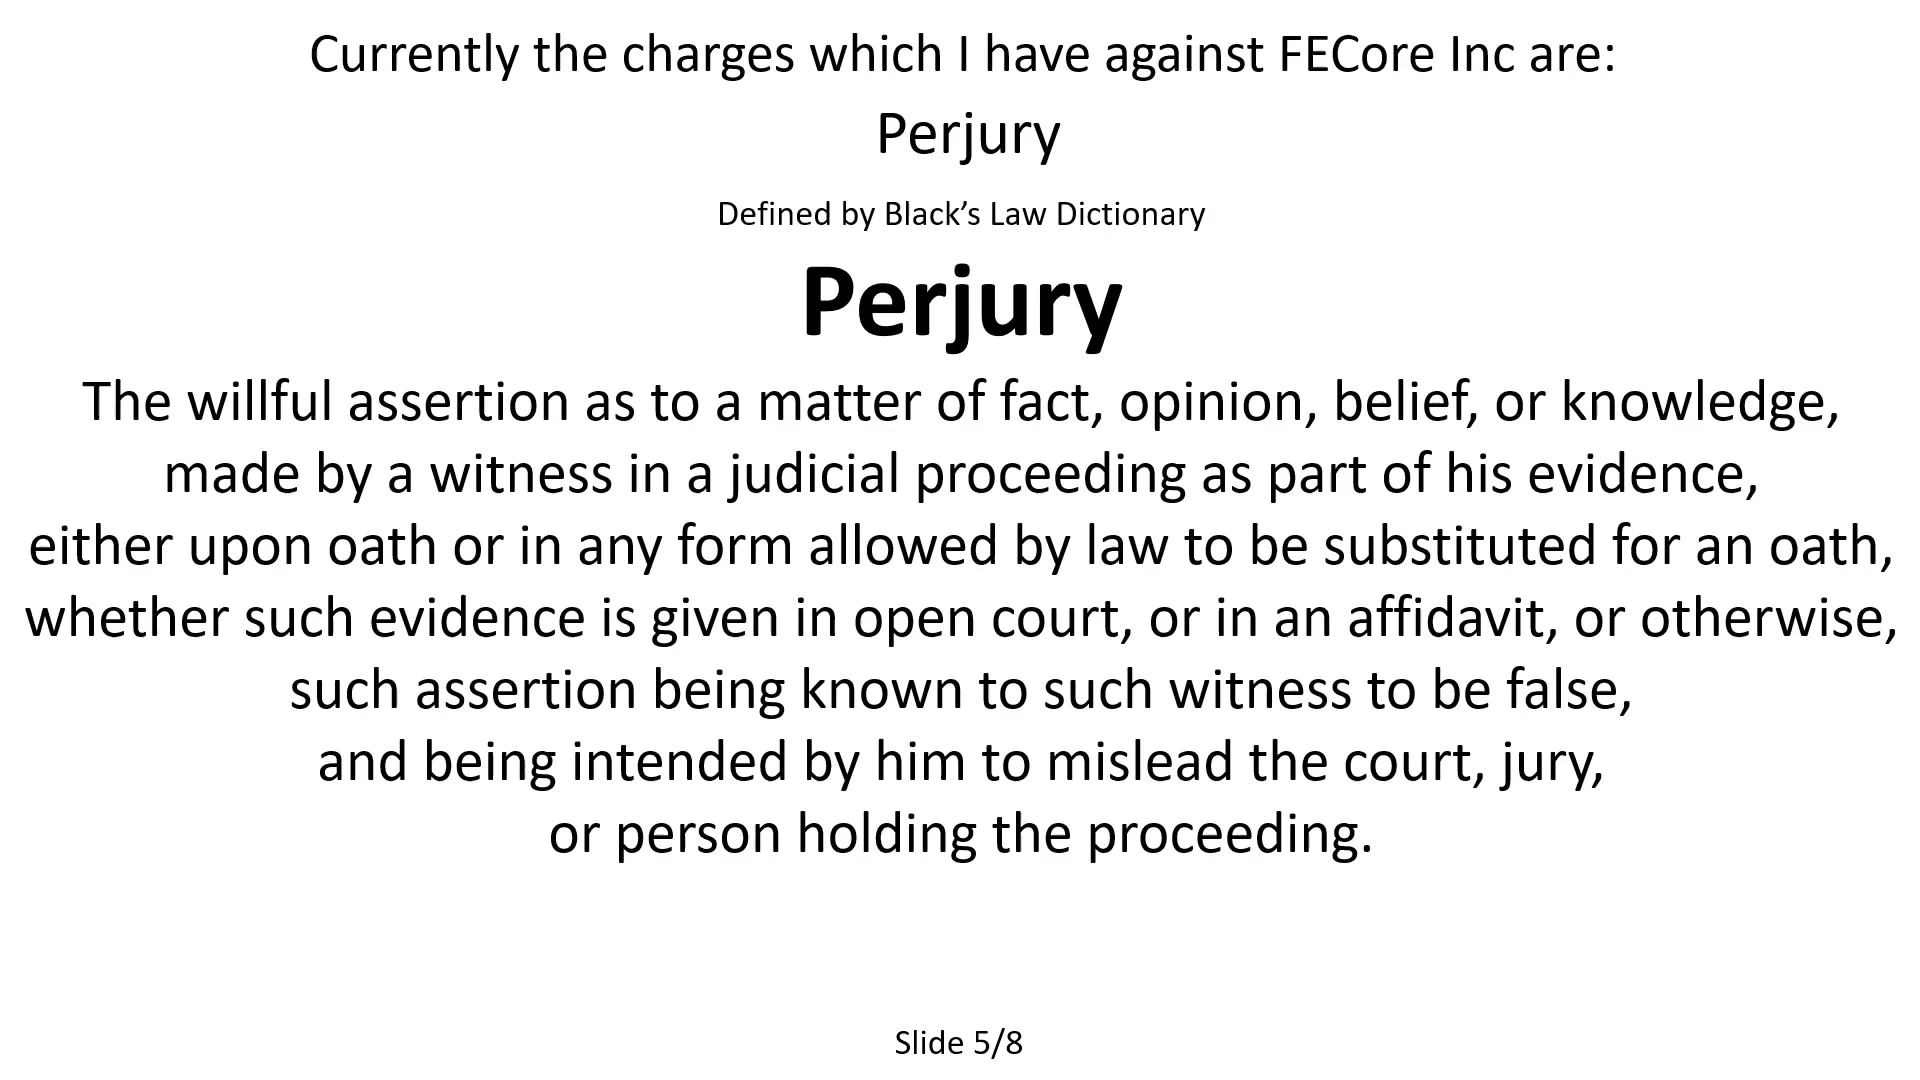 Currently the charges which I have against FECore Inc are:
Perjury
Defined by Black’s Law Dictionary
Perjury
The willful assertion as to a matter of fact, opinion, belief, or knowledge,
made by a witness in a judicial proceeding as part of his evidence,
either upon oath or in any form allowed by law to be substituted for an oath,
whether such evidence is given in open court, or in an affidavit, or otherwise,
such assertion being known to such witness to be false,
and being intended by him to mislead the court, jury,
or person holding the proceeding.
Slide 5/8